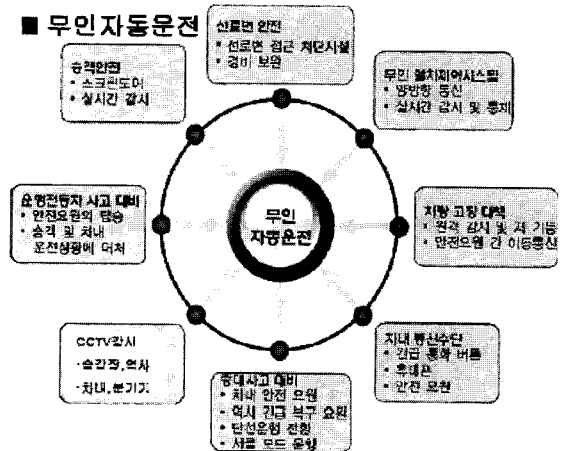 ■ 무인자동운전
선로변 안전
• 선로변 접근 차단시설
• 경비 보완
승객안전
• 스크린도어
• 실시간 감시
무인 열차제어시스템
• 양방향 통신
• 실시간 감시 및 통제
운행전동차 사고 대비
• 안전요원의 탑승
• 승객 및 차내
운전상황에 대처
무인
자동운전
차량 고장 대책
• 원격 감시 및 제 기능
• 안전요원 간 이동통신
CCTV감시
-승강장,역사
-차내,분기기
차내 통신수단
• 긴급 통화 버튼
• 휴대폰
• 안전 요원
중대사고 대비
• 차내 안전 요원
• 역사 긴급 복구 요원
• 단선운행 전환
• 셔틀 모드 운행